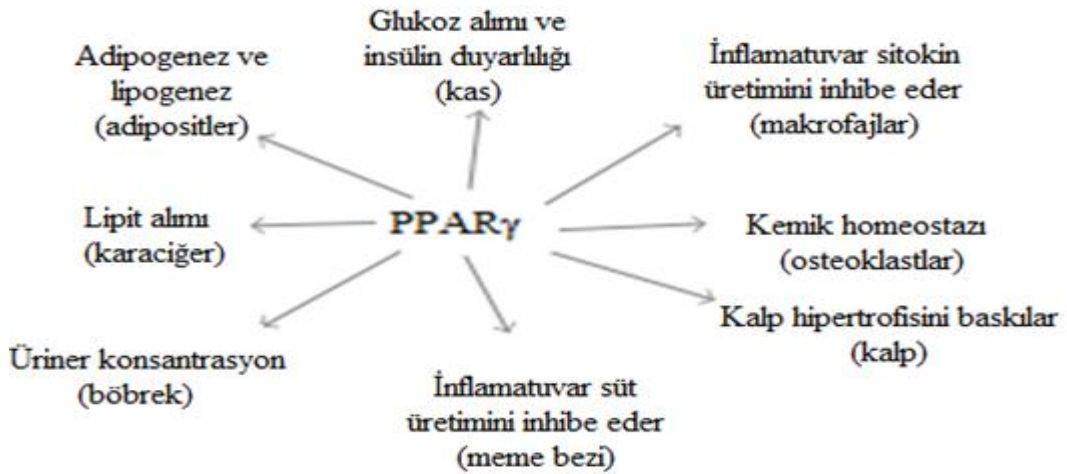 Glukoz alımı ve
insülin duyarlılığı
(kas)
Adipogenez ve
lipogenez
(adipositler)
İnflamatuvar sitokin
üretimini inhibe eder
(makrofajlar)
Lipit alımı
(karaciğer)
PPARγ
Kemik homeostazı
(osteoklastlar)
Kalp hipertrofisini baskılar
(kalp)
Üriner konsantrasyon
(böbrek)
İnflamatuvar süt
üretimini inhibe eder
(meme bezi)